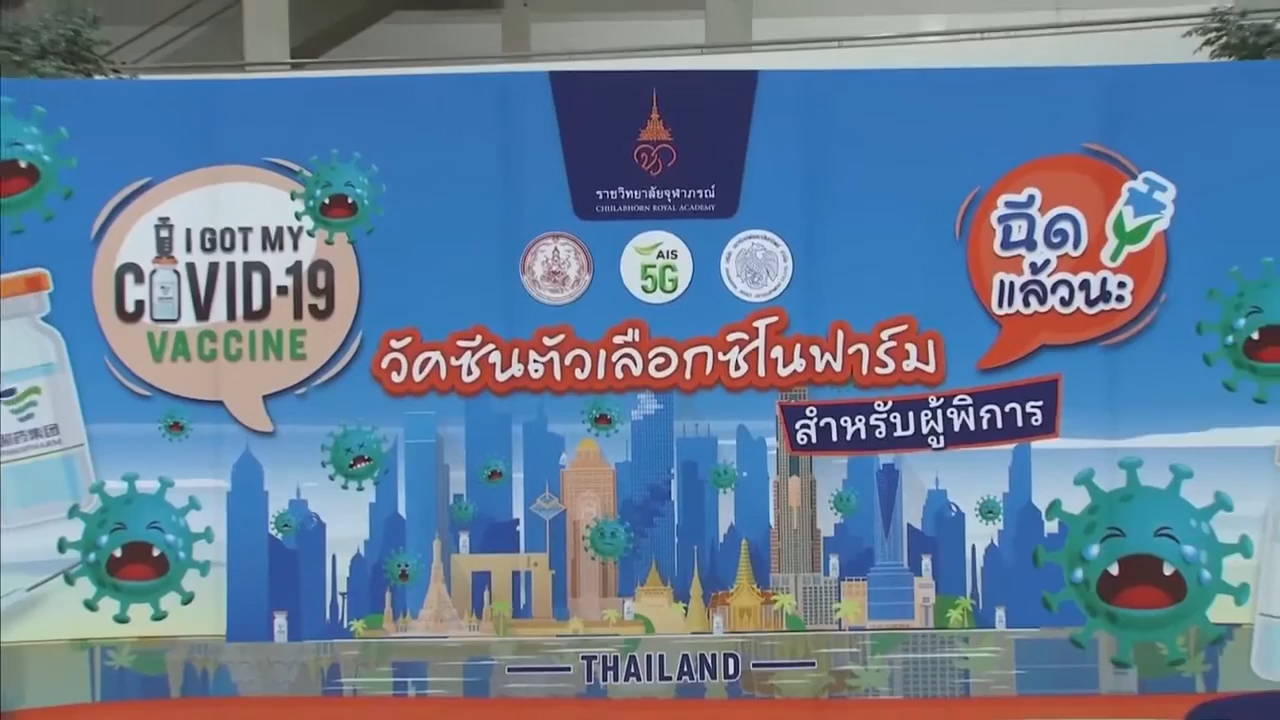 ราชวิทยาลัยจุฬาภรณ์
CHULABHORN ROYAL ACADEMY
I GOT MY
COVID-19
VACCINE
AIS
5G
ฉีด
แล้วนะ
วัคซีนตัวเลือกซิโนฟาร์ม
สำหรับผู้พิการ
药集团
THAILAND